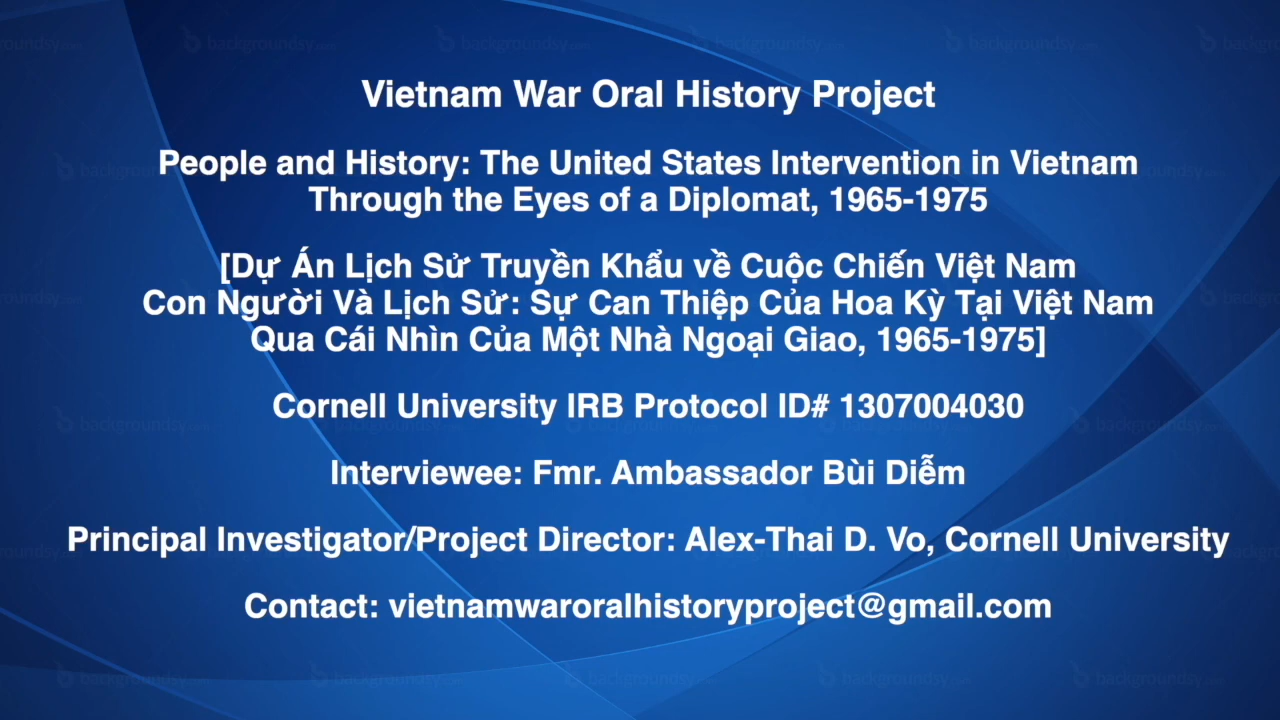 Vietnam War Oral History Project
People and History: The United States Intervention in Vietnam
Through the Eyes of a Diplomat, 1965-1975
[Dự Án Lịch Sử Truyền Khẩu về Cuộc Chiến Việt Nam
Con Người Và Lịch Sử: Sự Can Thiệp Của Hoa Kỳ Tại Việt Nam
Qua Cái Nhìn Của Một Nhà Ngoại Giao, 1965-1975]
Cornell University IRB Protocol ID# 1307004030
Interviewee: Fmr. Ambassador Bùi Diễm
Principal Investigator/Project Director: Alex-Thai D. Vo, Cornell University
Contact: vietnamwaroralhistoryproject@gmail.com